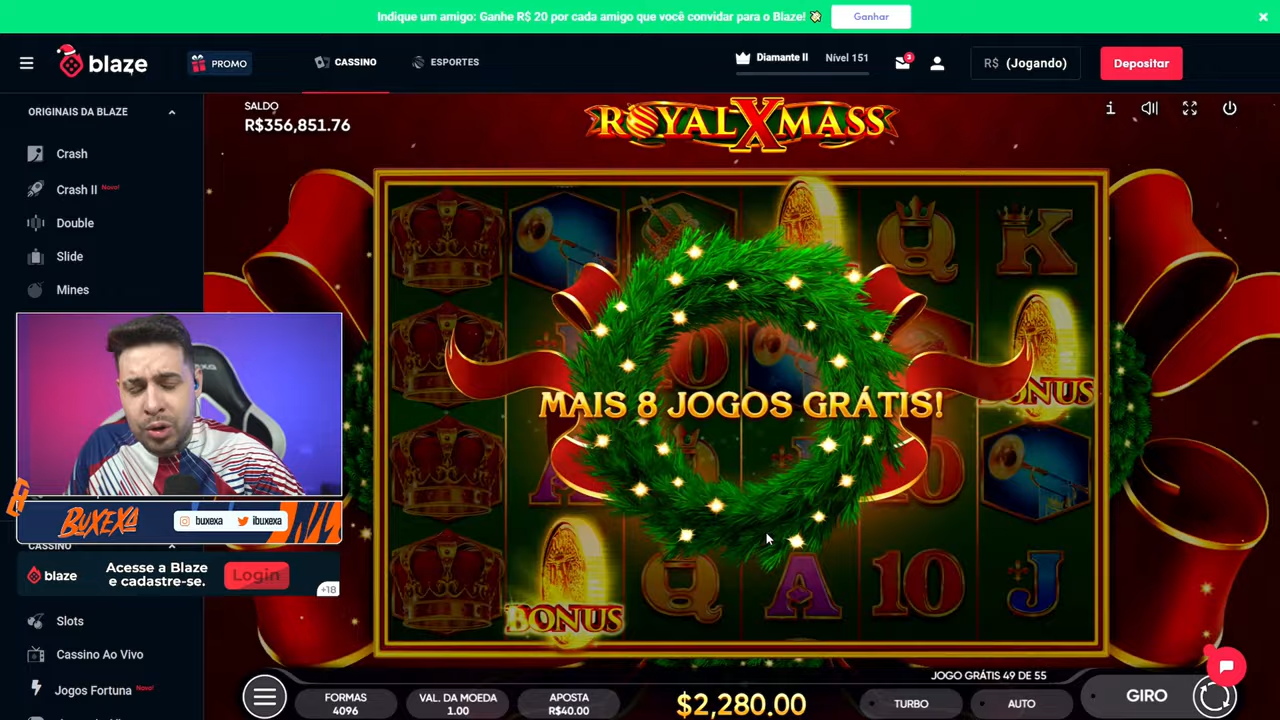 Indique um amigo: Ganhe R$ 20 por cada amigo que você convidar para o Blaze!
Ganhar
blaze
PROMO
CASSINO
ESPORTES
Diamante II
Nível 151
3
R$ (Jogando)
Depositar
ORIGINAIS DA BLAZE
Crash
Crash II Novo!
Double
Slide
Mines
SALDO
R$356,851.76
ROYAL XMASS
Q
K
MAIS 8 JOGOS GRÁTIS!
BONUS
BONUS
Q
A
10
J
BUXEXA
buxexa
ibuxexa
CASSINO
blaze
Acesse a Blaze
e cadastre-se.
Login
+18
Slots
Cassino Ao Vivo
Jogos Fortuna Novo!
JOGO GRÁTIS 49 DE 55
FORMAS
4096
VAL. DA MOEDA
1.00
APOSTA
R$40.00
$2,280.00
TURBO
AUTO
GIRO